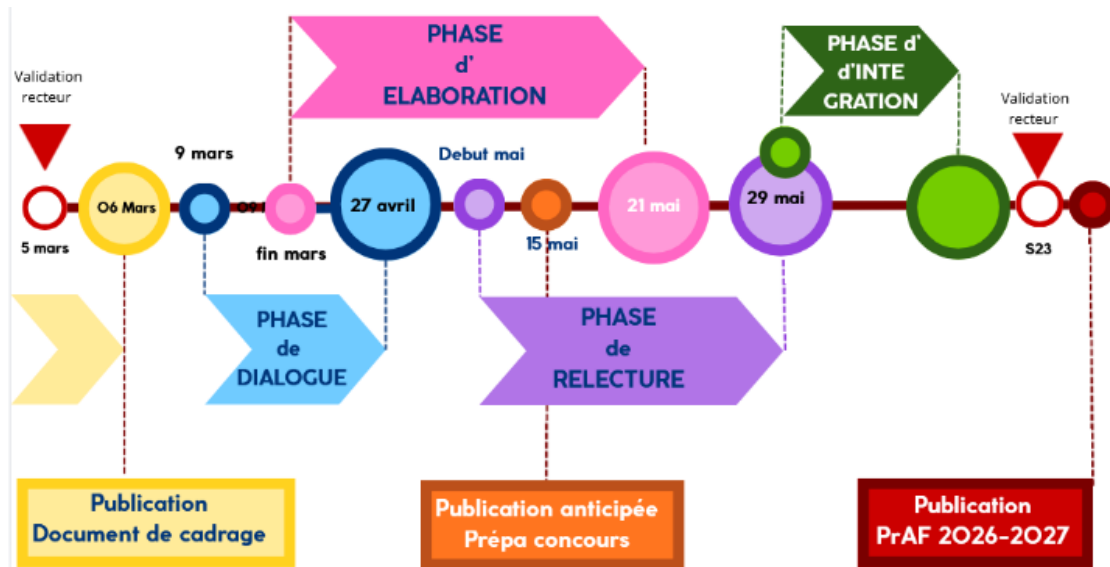 PHASE
d'
ELABORATION
PHASE d'
d'INTE
GRATION
Validation
recteur
Validation
recteur
9 mars
Debut mai
06 Mars
27 avril
21 mai
29 mai
5 mars
fin mars
15 mai
S23
PHASE
de
DIALOGUE
PHASE
de
RELECTURE
Publication
Document de cadrage
Publication anticipée
Prépa concours
Publication
PrAF 2026-2027